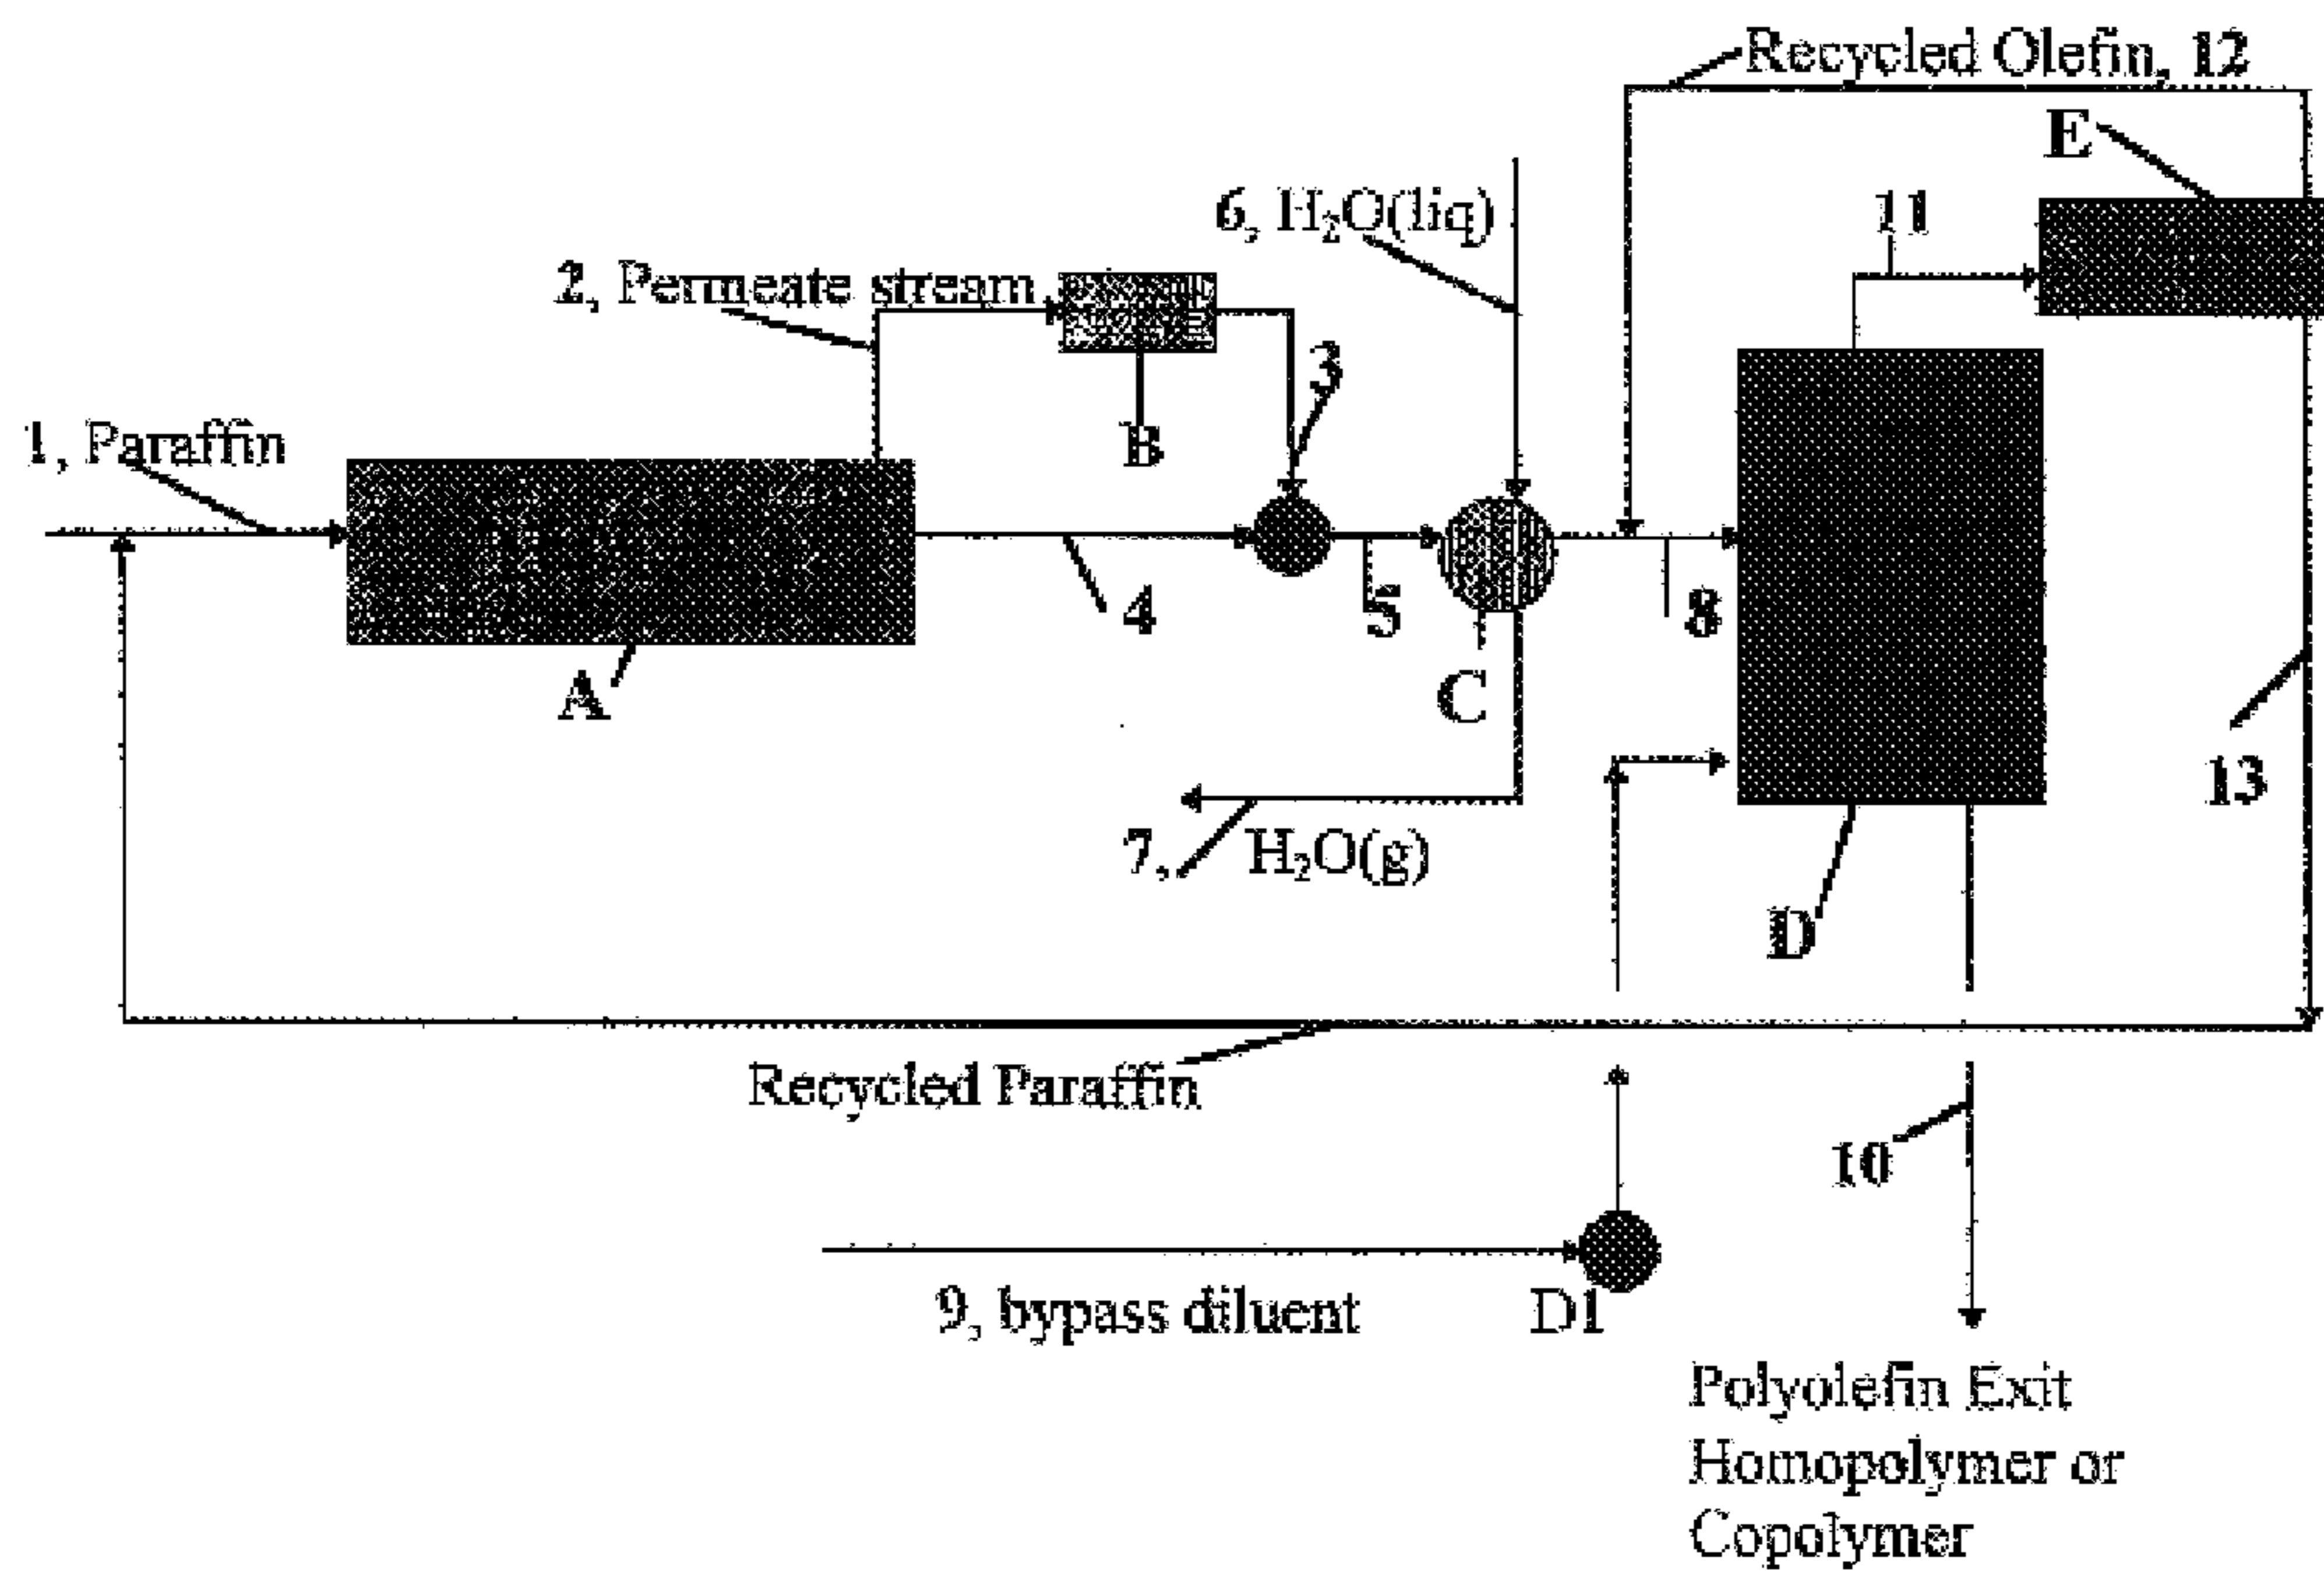 Recycled Olefin, 12
E
6, H₂O(liq)
11
2, Permeate stream
3
B
1, Paraffin
4
5
8
A
C
13
7, H₂O(g)
D
Recycled Paraffin
10
9, bypass diluent
D1
Polyolefin Exit
Homopolymer or
Copolymer